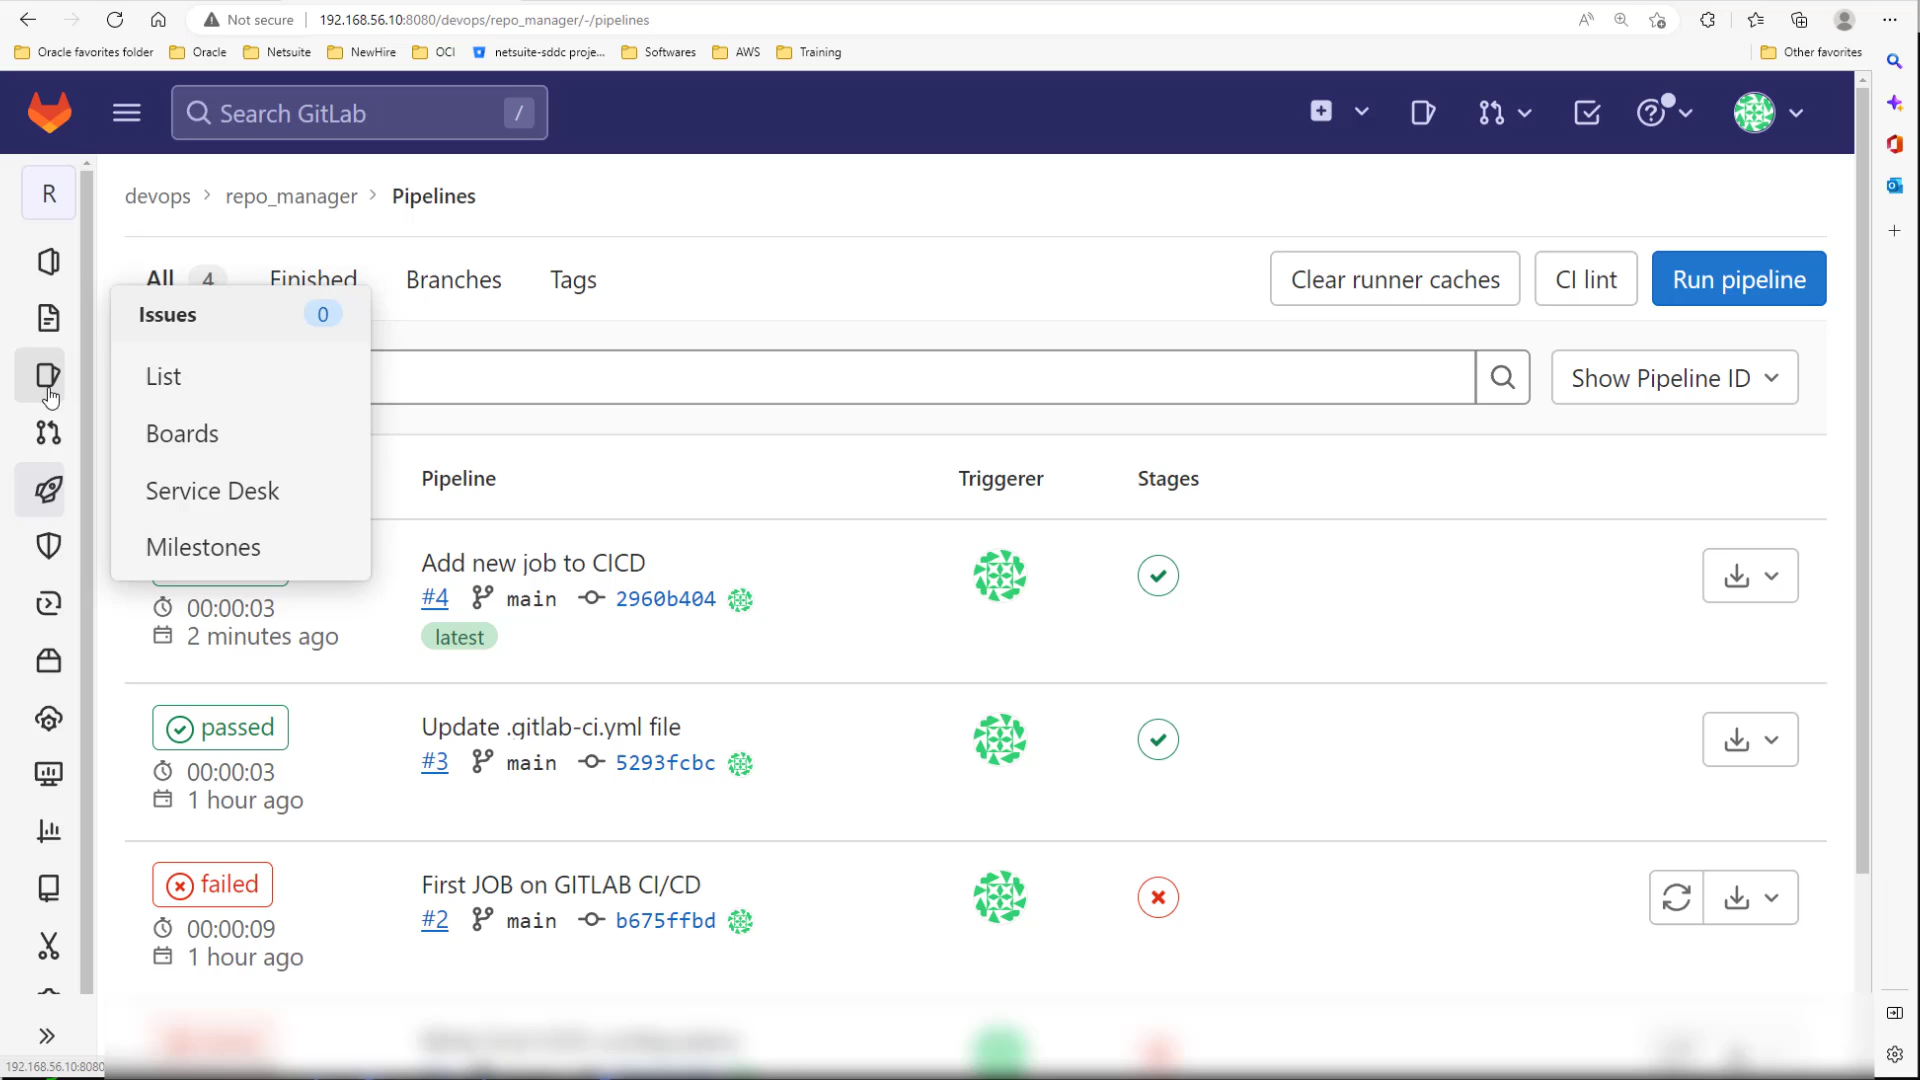 Not secure
192.168.56.10:8080/devops/repo_manager/-/pipelines
Oracle favorites folder
Oracle
Netsuite
NewHire
OCI
netsuite-sddc proje...
Softwares
AWS
Training
Other favorites
Search GitLab
/
R
devops > repo_manager > Pipelines
All 4
Finished
Branches
Tags
Clear runner caches
CI lint
Run pipeline
Issues 0
List
Boards
Service Desk
Milestones
Show Pipeline ID
Pipeline
Triggerer
Stages
00:00:03
2 minutes ago
Add new job to CICD
#4 main 2960b404
latest
passed
00:00:03
1 hour ago
Update .gitlab-ci.yml file
#3 main 5293fcbc
failed
00:00:09
1 hour ago
First JOB on GITLAB CI/CD
#2 main b675ffbd
192.168.56.10:8080